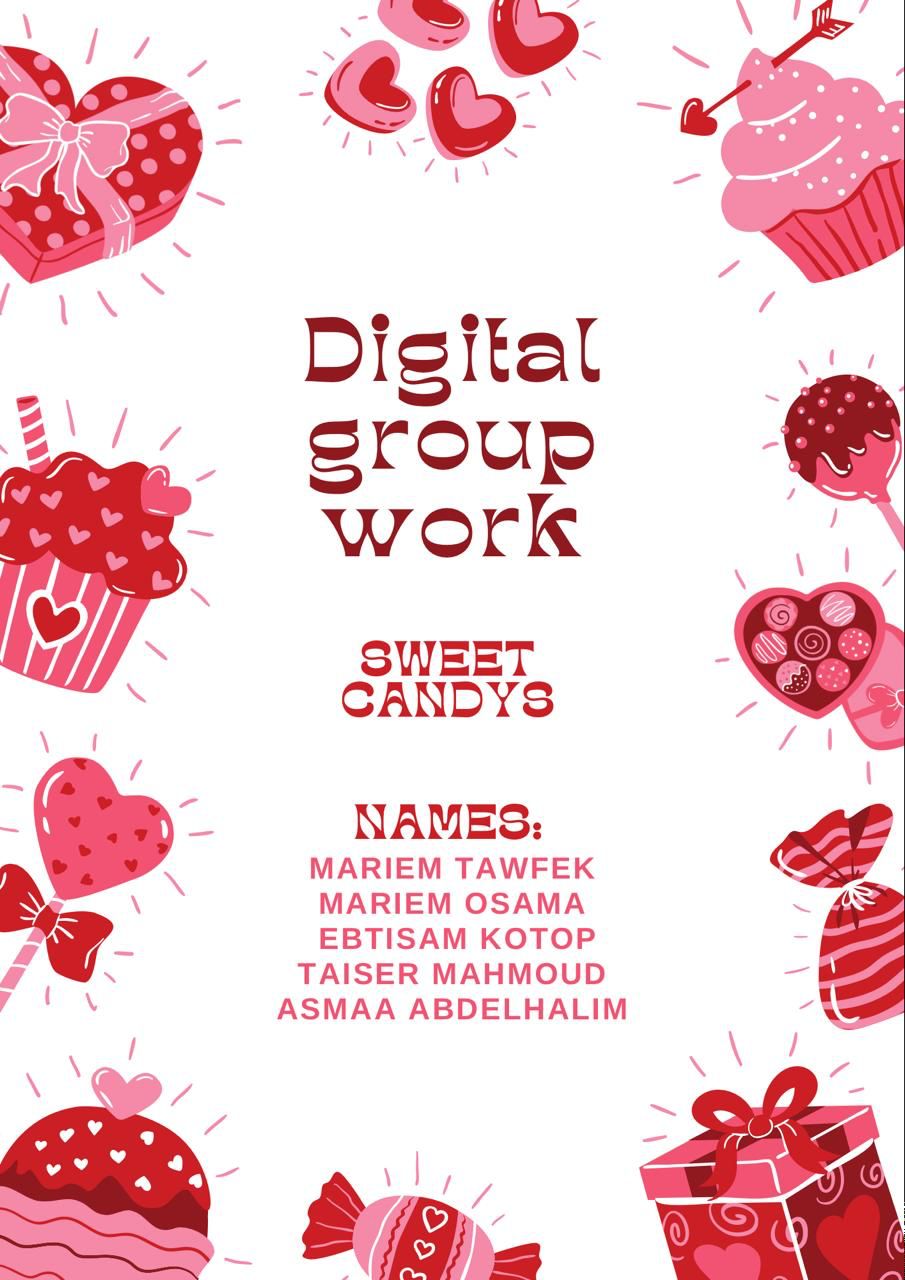 Digital
group
work
SWEET
CANDYS
NAMES:
MARIEM TAWFEK
MARIEM OSAMA
EBTISAM KOTOP
TAISER MAHMOUD
ASMAA ABDELHALIM